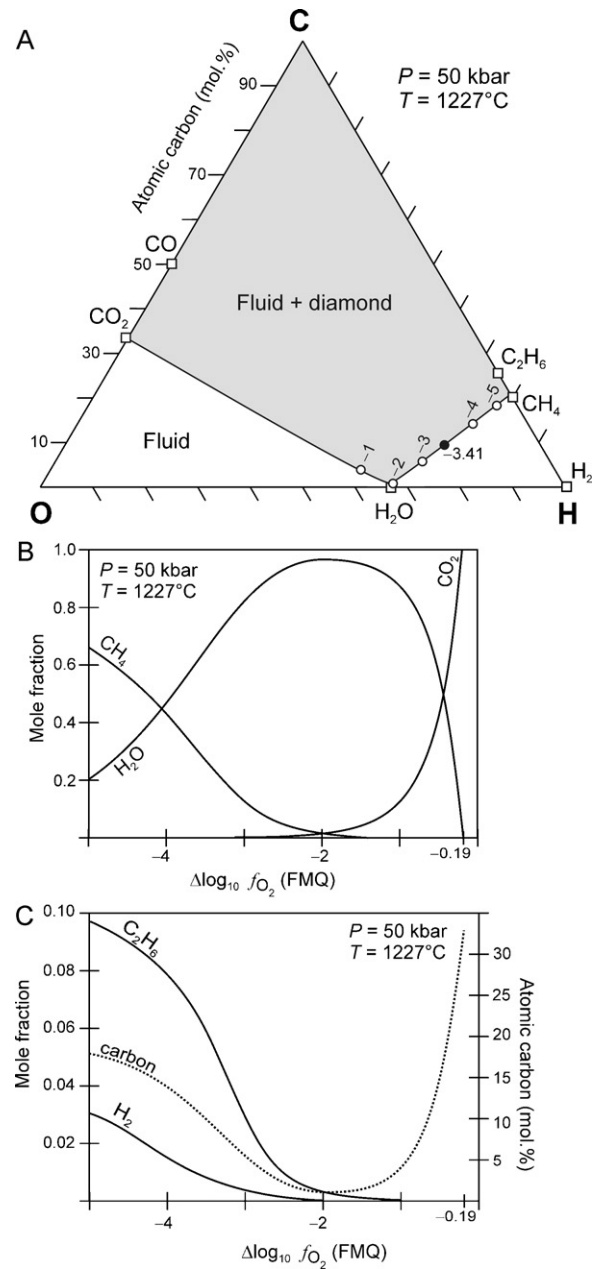 A
C
P = 50 kbar
T = 1227°C
Atomic carbon (mol.%)
90
70
50
30
10
CO
CO2
Fluid + diamond
Fluid
C2H6
CH4
H2
−1
−2
−3
−3.41
−4
−5
O
H2O
H
B
P = 50 kbar
T = 1227°C
Mole fraction
1.0
0.8
0.6
0.4
0.2
CH4
H2O
CO2
−4
−2
−0.19
Δlog10 fO2 (FMQ)
C
P = 50 kbar
T = 1227°C
Mole fraction
0.10
0.08
0.06
0.04
0.02
C2H6
carbon
H2
Atomic carbon (mol.%)
30
25
20
15
10
5
−4
−2
−0.19
Δlog10 fO2 (FMQ)